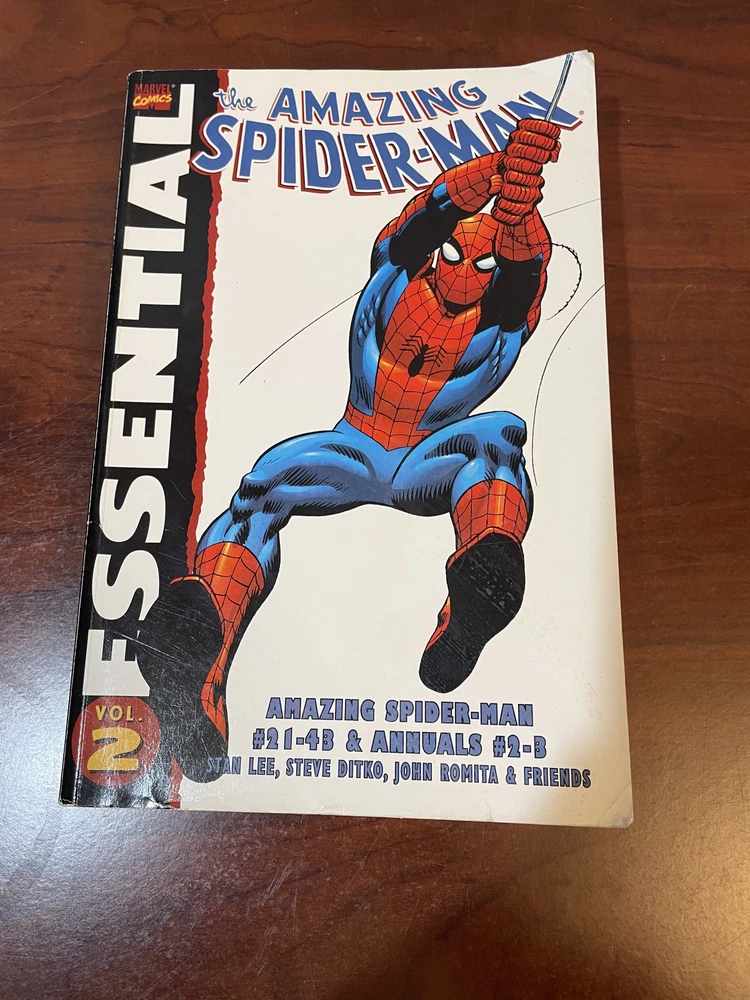 MARVEL®
COMICS
ESSENTIAL
VOL.
2
the AMAZING
SPIDER-MAN®
AMAZING SPIDER-MAN
#21-43 & ANNUALS #2-3
STAN LEE, STEVE DITKO, JOHN ROMITA & FRIENDS